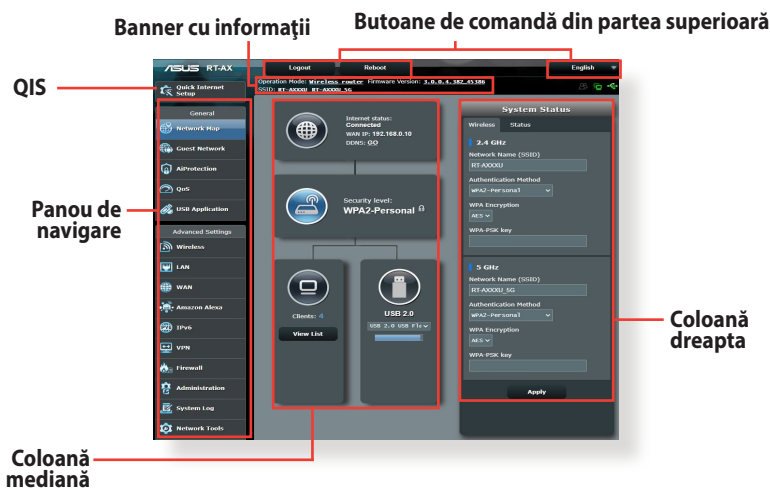 Banner cu informaţii
Butoane de comandă din partea superioară
QIS
Panou de
navigare
Coloană
mediană
Coloană
dreapta
ASUS RT-AX
Logout
Reboot
English
Operation Mode: Wireless router Firmware Version: 3.0.0.4.382_45386
SSID: RT-AXXXU RT-AXXXU_5G
Quick Internet
Setup
General
Network Map
Guest Network
AiProtection
QoS
USB Application
Advanced Settings
Wireless
LAN
WAN
Amazon Alexa
IPv6
VPN
Firewall
Administration
System Log
Network Tools
Internet status:
Connected
WAN IP: 192.168.0.10
DDNS: GO
Security level:
WPA2-Personal
Clients: 4
View List
USB 2.0
USB 2.0 USB Fla
System Status
Wireless
Status
2.4 GHz
Network Name (SSID)
RT-AXXXU
Authentication Method
WPA2-Personal
WPA Encryption
AES
WPA-PSK key
5 GHz
Network Name (SSID)
RT-AXXXU_5G
Authentication Method
WPA2-Personal
WPA Encryption
AES
WPA-PSK key
Apply